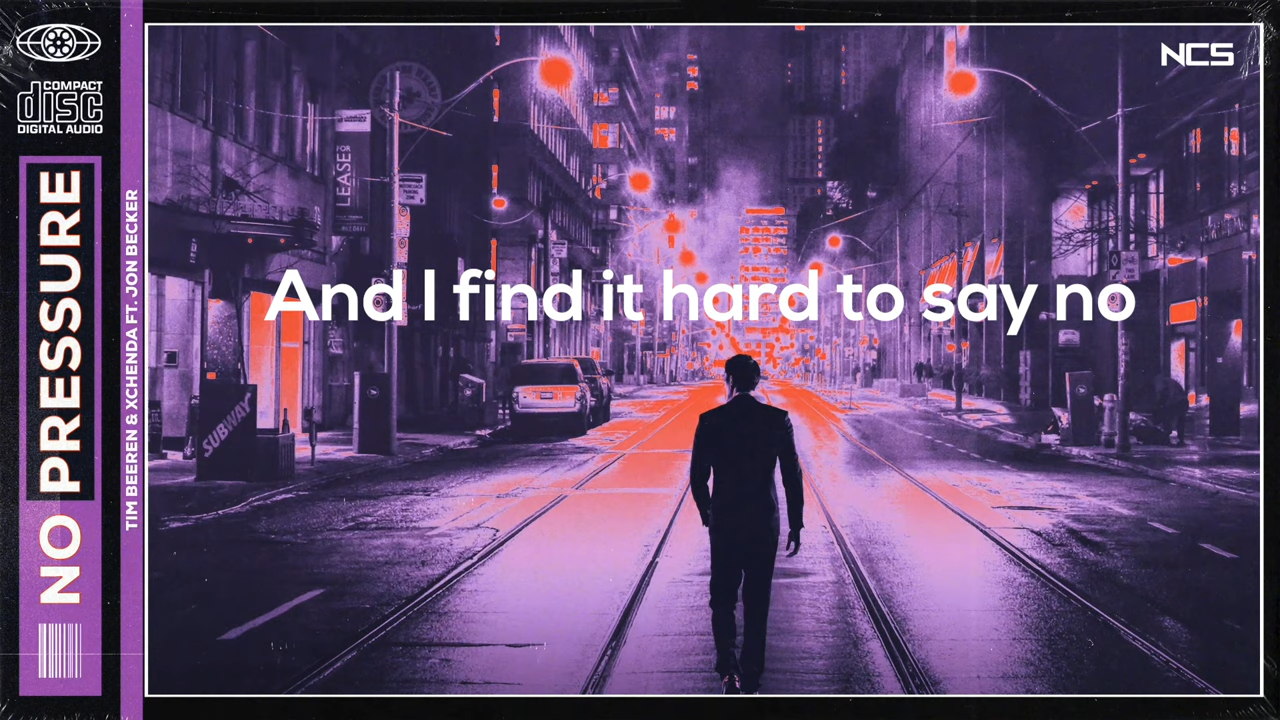 COMPACT
disc
DIGITAL AUDIO
NO PRESSURE
TIM BEEREN & XCHENDA FT. JON BECKER
NCS
FOR
LEASE
And I find it hard to say no
SUBWAY